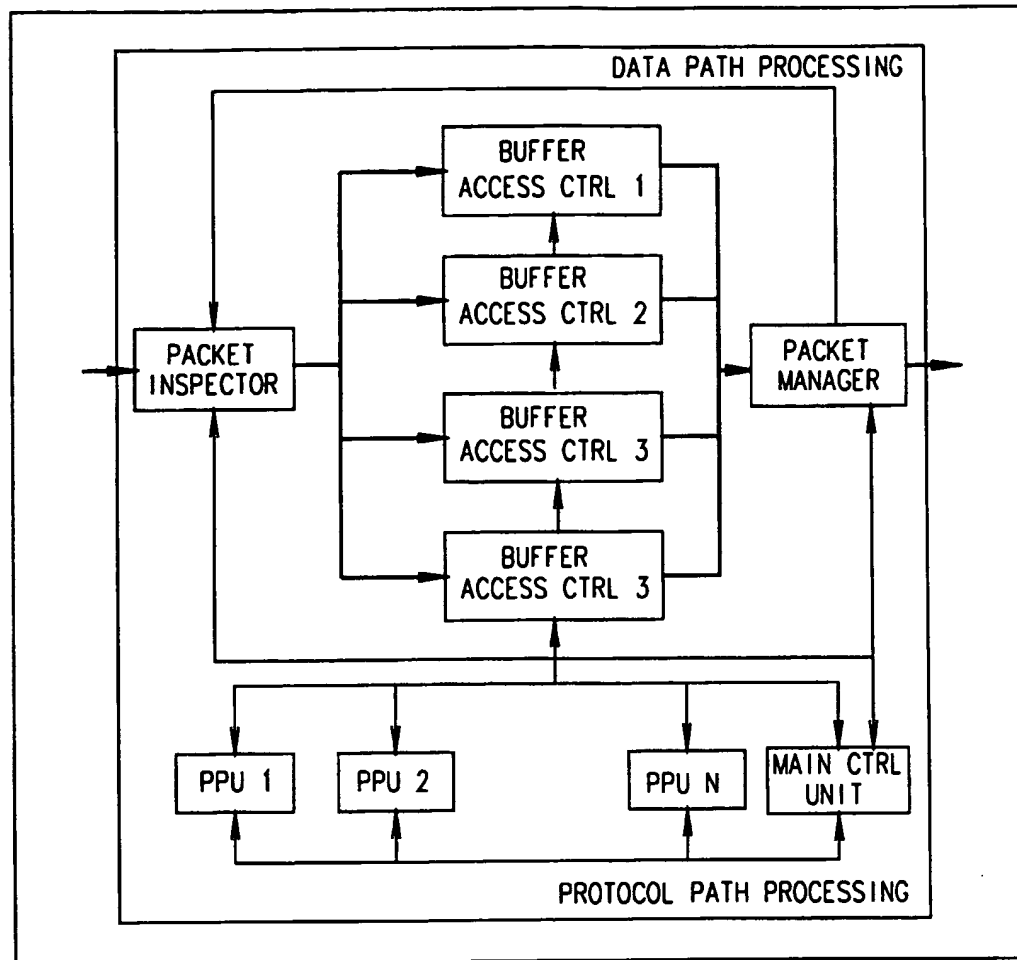 DATA PATH PROCESSING
BUFFER
ACCESS CTRL 1
BUFFER
ACCESS CTRL 2
PACKET
INSPECTOR
PACKET
MANAGER
BUFFER
ACCESS CTRL 3
BUFFER
ACCESS CTRL 3
PPU 1
PPU 2
PPU N
MAIN CTRL
UNIT
PROTOCOL PATH PROCESSING